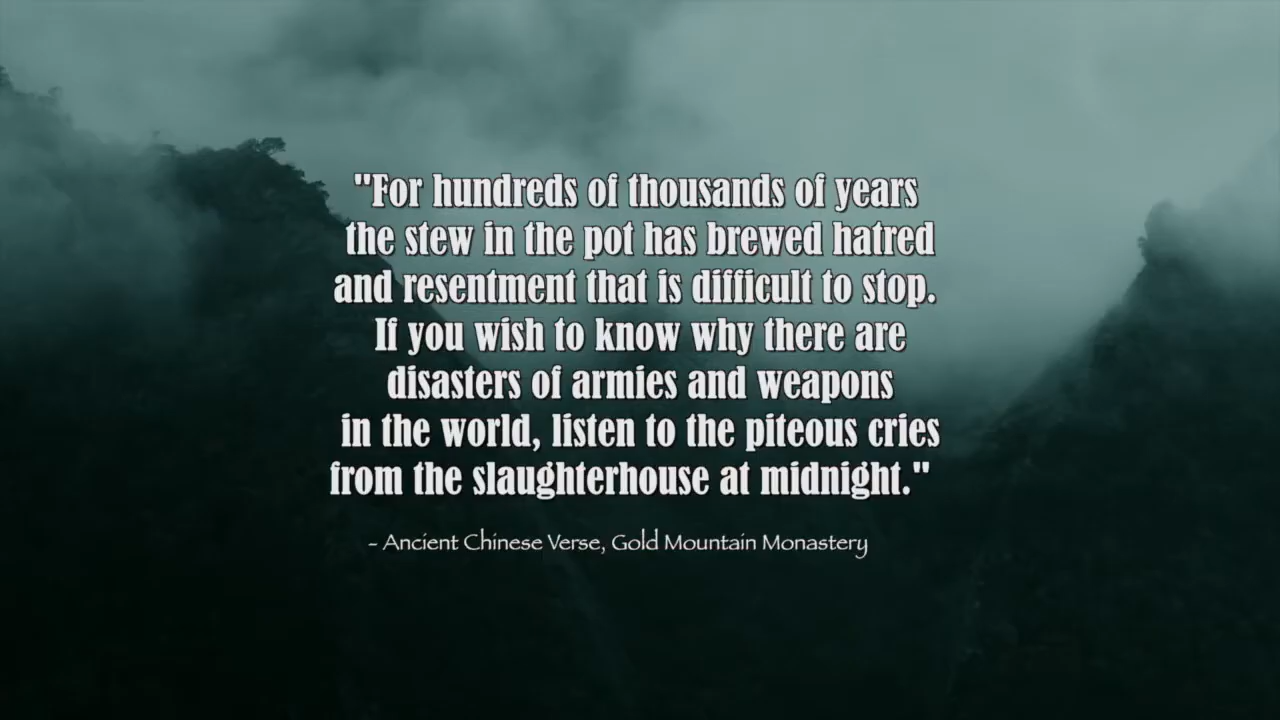 "For hundreds of thousands of years
the stew in the pot has brewed hatred
and resentment that is difficult to stop.
If you wish to know why there are
disasters of armies and weapons
in the world, listen to the piteous cries
from the slaughterhouse at midnight."
- Ancient Chinese Verse, Gold Mountain Monastery